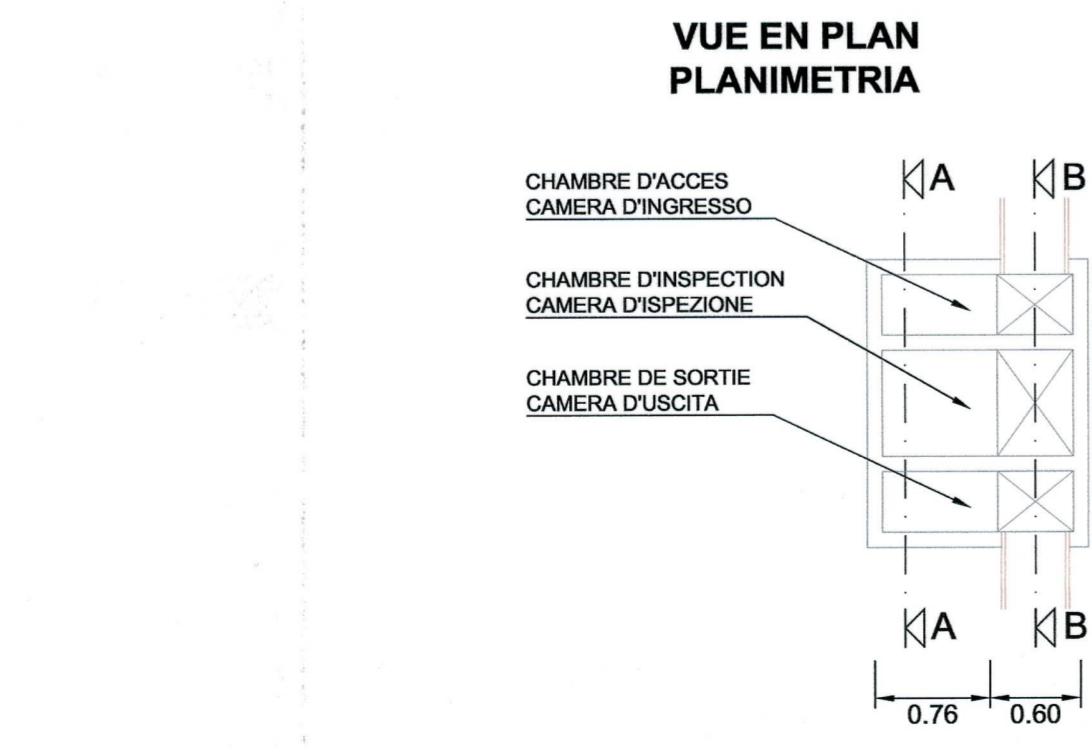 VUE EN PLAN
PLANIMETRIA
A B
CHAMBRE D'ACCES
CAMERA D'INGRESSO
CHAMBRE D'INSPECTION
CAMERA D'ISPEZIONE
CHAMBRE DE SORTIE
CAMERA D'USCITA
A B
0.76 0.60